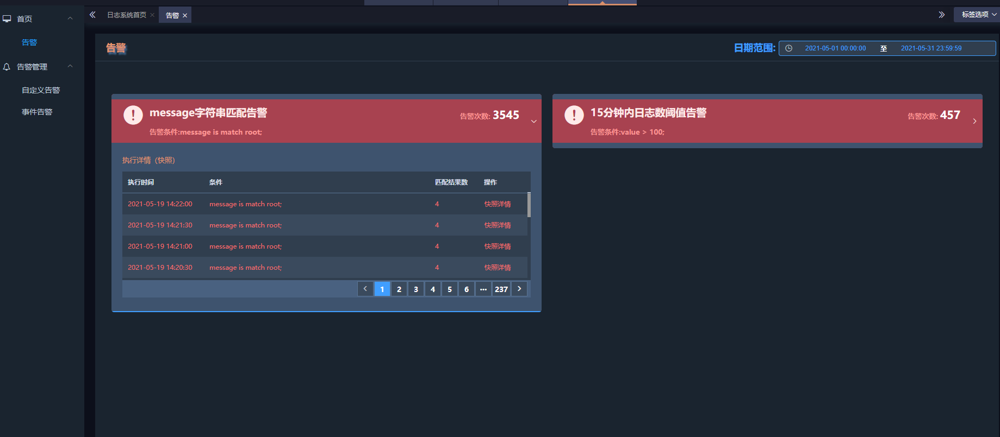 首页
告警
告警管理
自定义告警
事件告警
日志系统首页 × 告警 ×
标签选项
告警
日期范围: 2021-05-01 00:00:00 至 2021-05-31 23:59:59
message字符串匹配告警
告警次数: 3545
告警条件:message is match root;
执行详情（快照）
执行时间 条件 匹配结果数 操作
2021-05-19 14:22:00 message is match root; 4 快照详情
2021-05-19 14:21:30 message is match root; 4 快照详情
2021-05-19 14:21:00 message is match root; 4 快照详情
2021-05-19 14:20:30 message is match root; 4 快照详情
< 1 2 3 4 5 6 ··· 237 >
15分钟内日志数阈值告警
告警次数: 457
告警条件:value > 100;